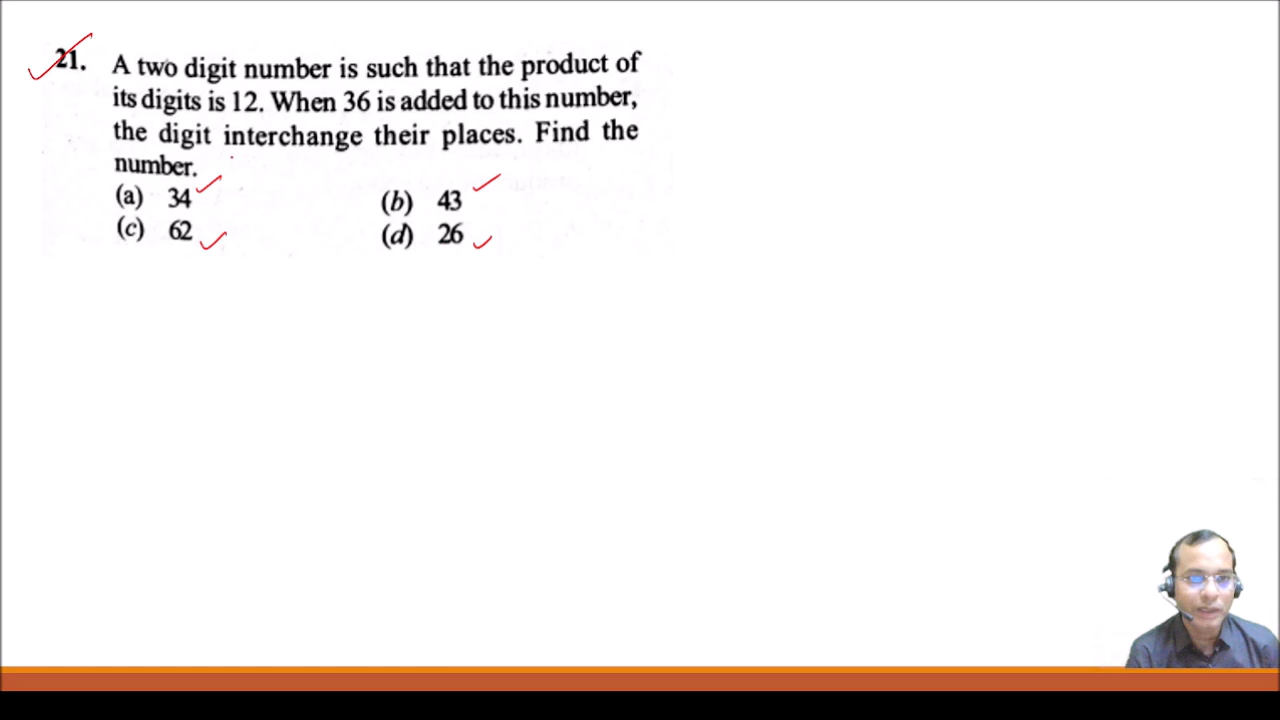 21. A two digit number is such that the product of
its digits is 12. When 36 is added to this number,
the digit interchange their places. Find the
number.
(a) 34 (b) 43
(c) 62 (d) 26